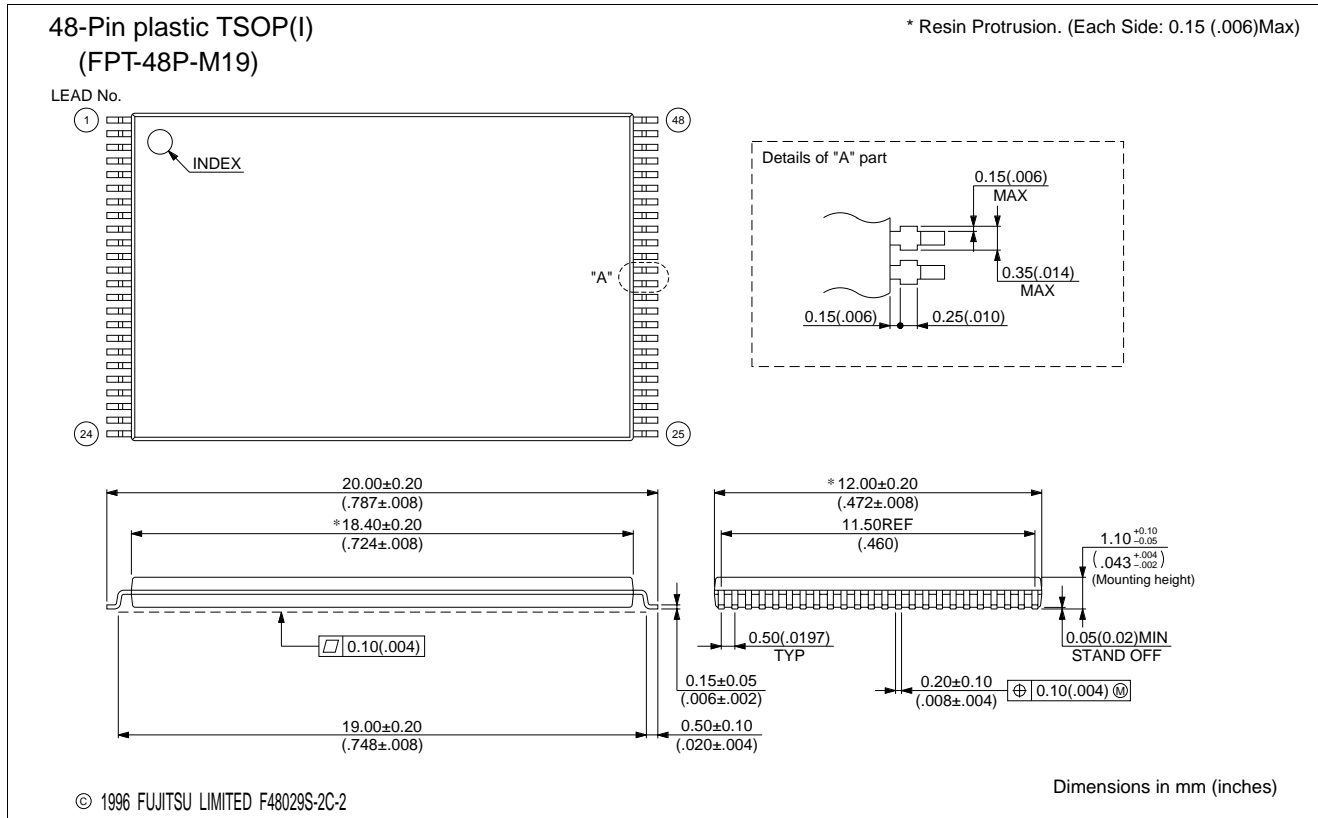 48-Pin plastic TSOP(I)
(FPT-48P-M19)
* Resin Protrusion. (Each Side: 0.15 (.006)Max)
LEAD No.
1
48
INDEX
"A"
24
25
Details of "A" part
0.15(.006)
MAX
0.35(.014)
MAX
0.15(.006)
0.25(.010)
20.00±0.20
(.787±.008)
*18.40±0.20
(.724±.008)
0.10(.004)
0.15±0.05
(.006±.002)
19.00±0.20
(.748±.008)
0.50±0.10
(.020±.004)
*12.00±0.20
(.472±.008)
11.50REF
(.460)
1.10 +0.10 –0.05
(.043 +.004 –.002)
(Mounting height)
0.50(.0197)
TYP
0.05(0.02)MIN
STAND OFF
0.20±0.10
(.008±.004)
⌖ 0.10(.004) Ⓜ
Dimensions in mm (inches)
© 1996 FUJITSU LIMITED F48029S-2C-2